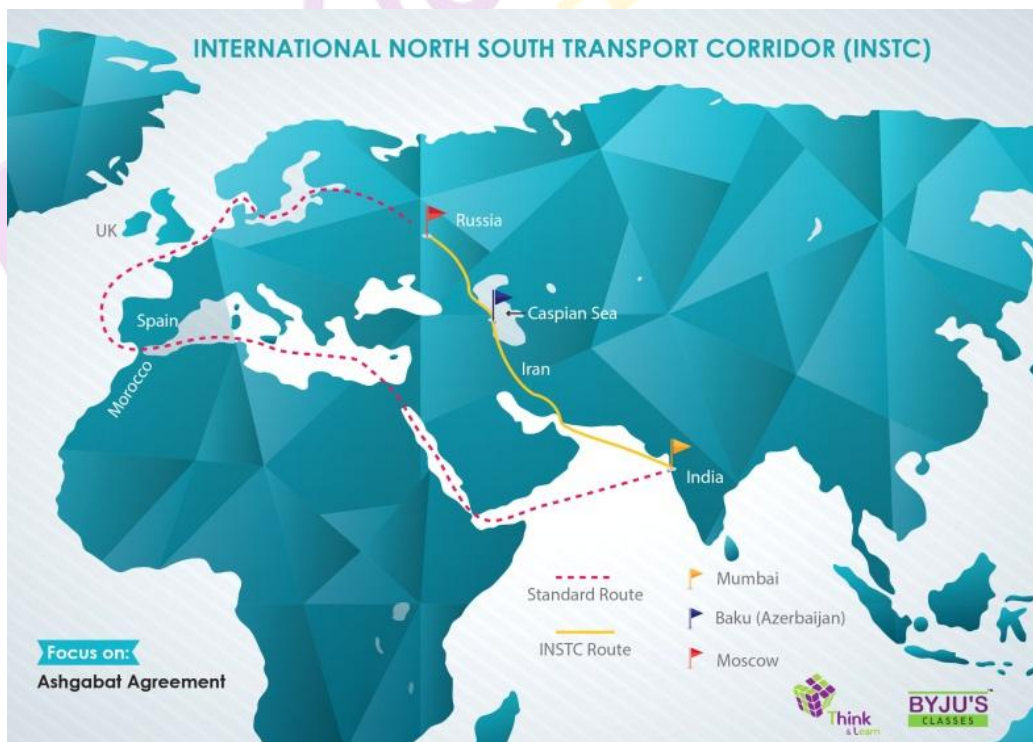 INTERNATIONAL NORTH SOUTH TRANSPORT CORRIDOR (INSTC)
UK
Russia
Spain
Caspian Sea
Morocco
Iran
India
Standard Route
INSTC Route
Mumbai
Baku (Azerbaijan)
Moscow
Focus on:
Ashgabat Agreement
Think
& Learn
BYJU'S
CLASSES